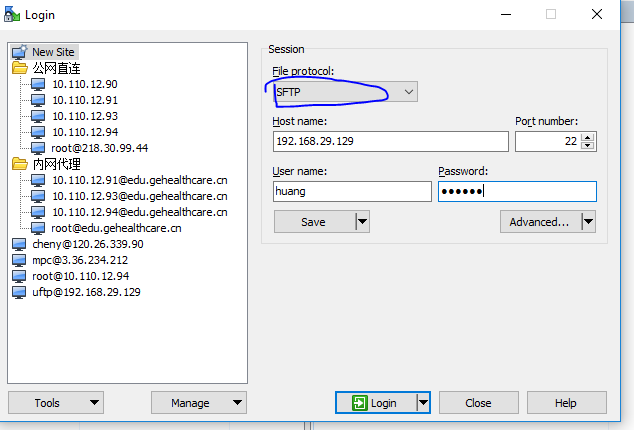 Login
New Site
公网直连
10.110.12.90
10.110.12.91
10.110.12.93
10.110.12.94
root@218.30.99.44
内网代理
10.110.12.91@edu.gehealthcare.cn
10.110.12.93@edu.gehealthcare.cn
10.110.12.94@edu.gehealthcare.cn
root@edu.gehealthcare.cn
cheny@120.26.339.90
mpc@3.36.234.212
root@10.110.12.94
uftp@192.168.29.129
Session
File protocol:
SFTP
Host name: Port number:
192.168.29.129 22
User name: Password:
huang ●●●●●●
Save Advanced...
Tools Manage Login Close Help